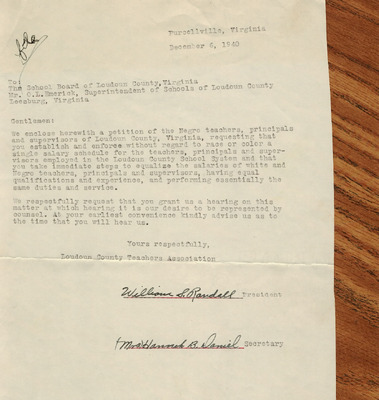 file
Purcellville, Virginia
December 6, 1940
To:
The School Board of Loudoun County, Virginia
Mr. O.L. Emerick, Superintendent of Schools of Loudoun County
Leesburg, Virginia
Gentlemen:
We enclose herewith a petition of the Negro teachers, principals
and supervisors of Loudoun County, Virginia, requesting that
you establish and enforce without regard to race or color a
single salary schedule for the teachers, principals and super-
visors employed in the Loudoun County School System and that
you take immediate steps to equalize the salaries of white and
Negro teachers, principals and supervisors, having equal
qualifications and experience, and performing essentially the
same duties and service.
We respectfully request that you grant us a hearing on this
matter at which hearing it is our desire to be represented by
counsel. At your earliest convenience kindly advise us as to
the time that you will hear us.
Yours respectfully,
Loudoun County Teachers Association
William S. Randall President
Mrs. Hannah B. Daniel Secretary